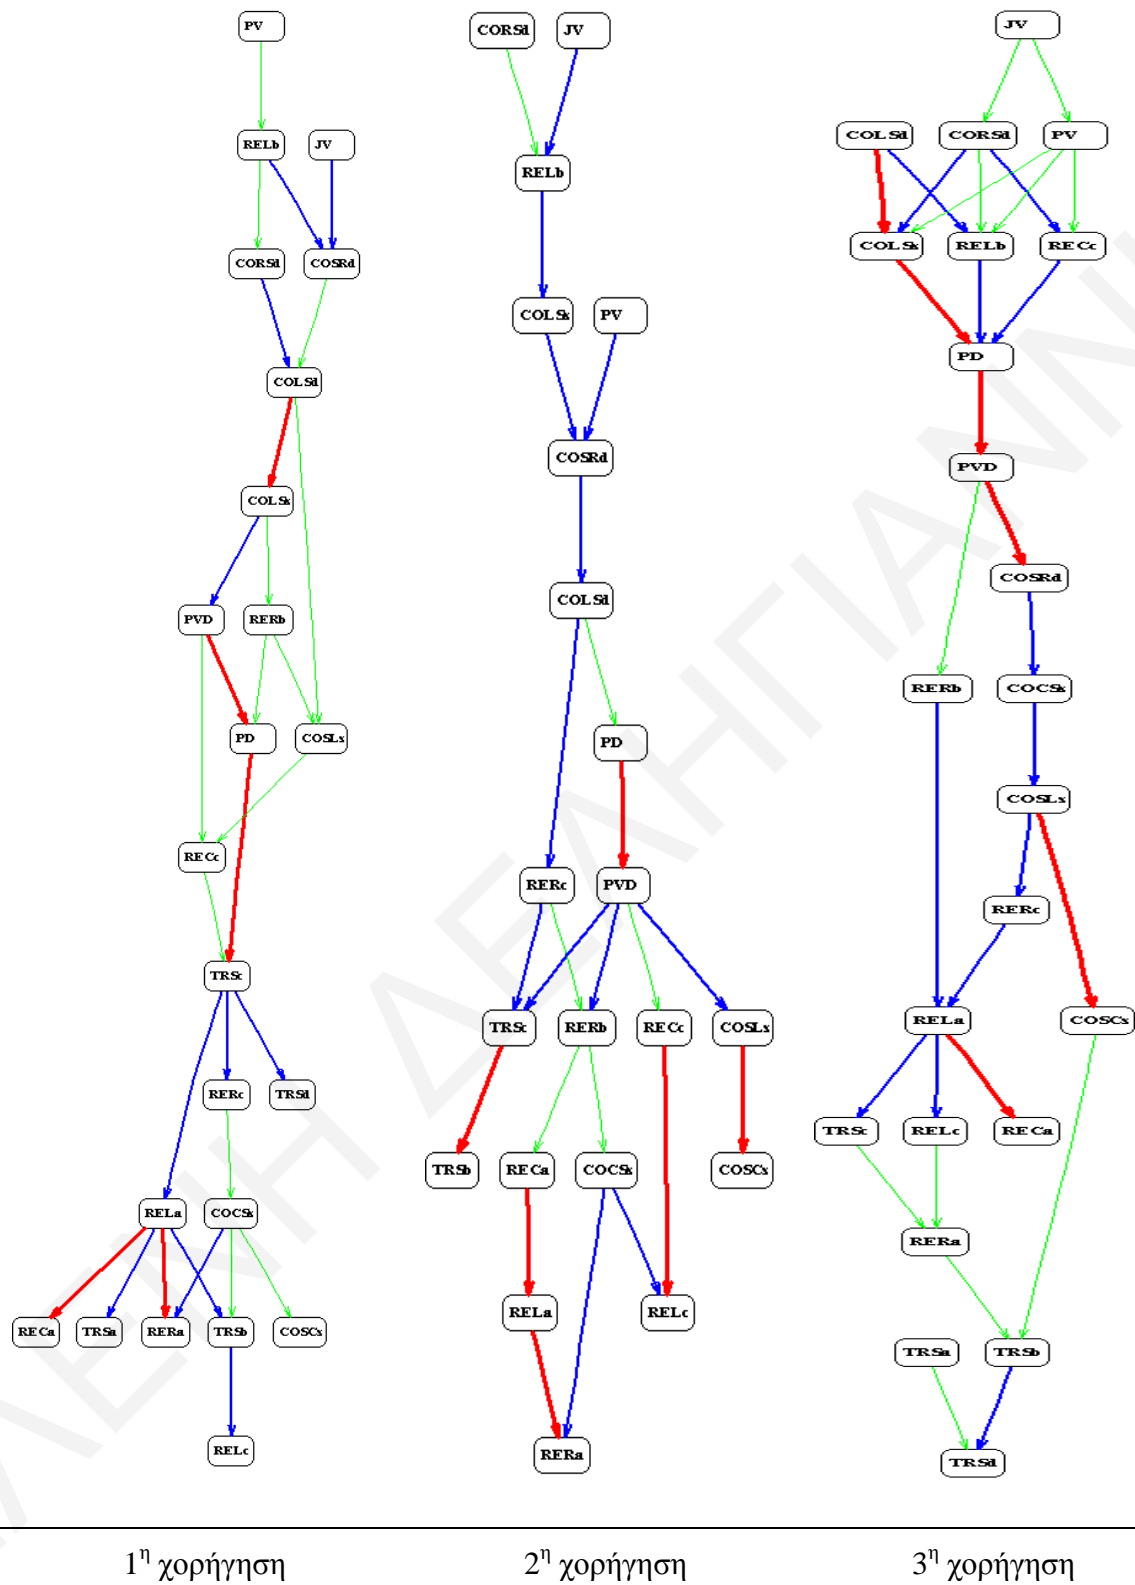 PV
RELb
JV
CORSd
COSRd
COLSd
COLSs
PVD
RERb
PD
COSLs
RECc
TRSc
RERc
TRSd
RELa
COCSs
RECa
TRSa
RERa
TRSb
COSCs
RELc
CORSd
JV
RELb
COLSs
PV
COSRd
COLSd
PD
RERc
PVD
TRSc
RERb
RECc
COSLs
TRSb
RECa
COCSs
COSCs
RELa
RELc
RERa
JV
COLSd
CORSd
PV
COLSs
RELb
RECc
PD
PVD
COSRd
RERb
COCSs
COSLs
RERc
RELa
COSCs
TRSc
RELc
RECa
RERa
TRSa
TRSb
TRSd
1η χορήγηση
2η χορήγηση
3η χορήγηση